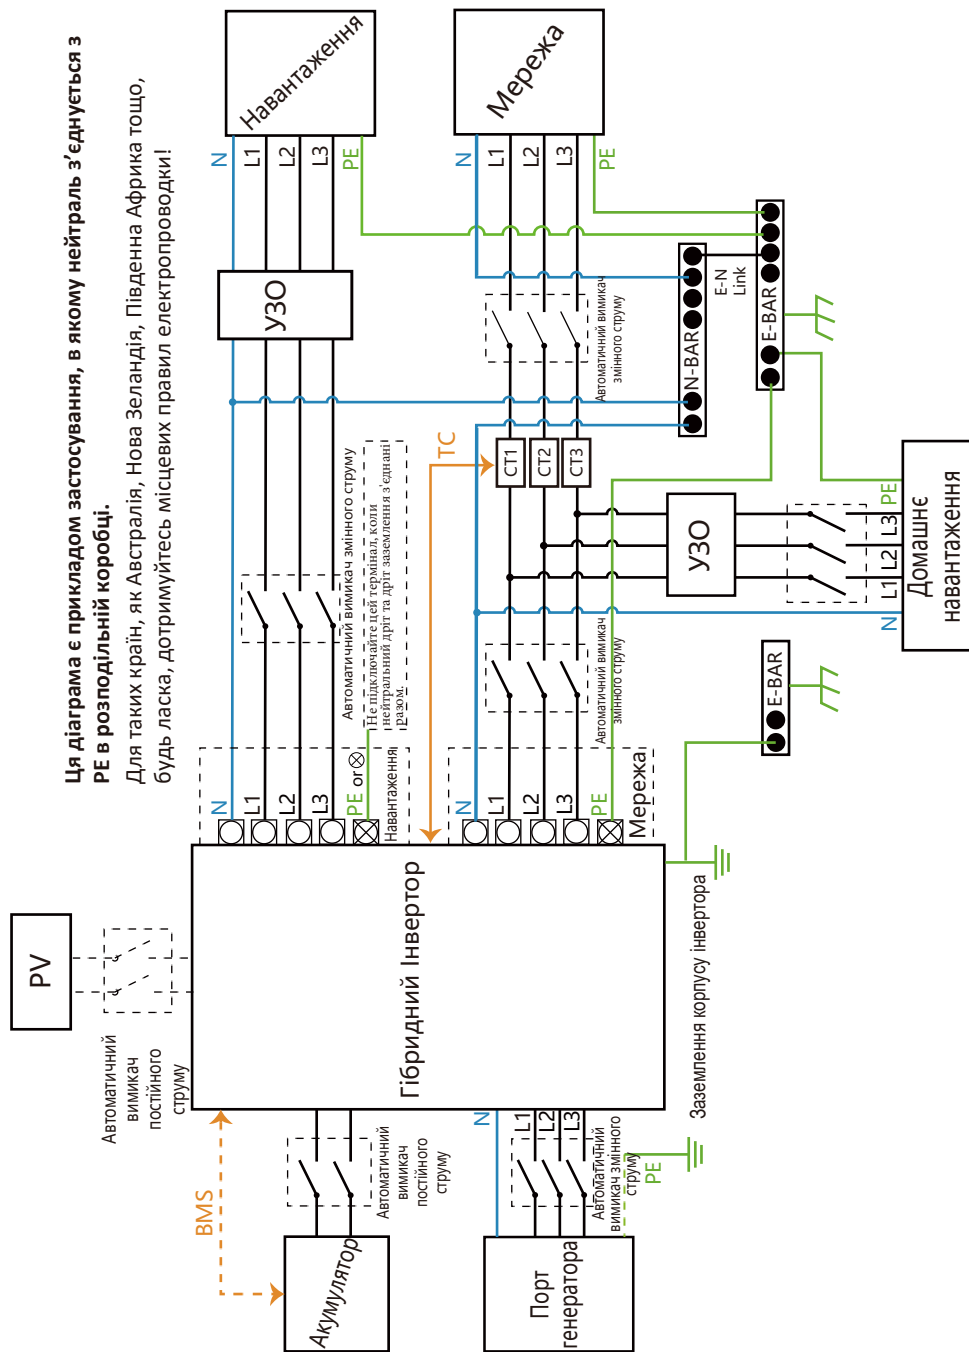 Ця діаграма є прикладом застосування, в якому нейтраль з’єднується з
PE в розподільній коробці.
Для таких країн, як Австралія, Нова Зеландія, Південна Африка тощо,
будь ласка, дотримуйтесь місцевих правил електропроводки!
PV
Автоматичний
вимикач
постійного
струму
BMS
Акумулятор
Автоматичний
вимикач
постійного
струму
Гібридний Інвертор
N
L1
L2
L3
PE or
Навантаження
Автоматичний вимикач змінного струму
Не підключайте цей термінал, коли
нейтральний дріт та дріт заземлення з'єднані
разом.
УЗО
N
L1
L2
L3
PE
Навантаження
Порт
генератора
N
L1
L2
L3
Автоматичний
вимикач змінного
струму
PE
Заземлення корпусу інвертора
N
L1
L2
L3
PE
Мережа
Автоматичний вимикач
змінного струму
TC
CT1
CT2
CT3
Автоматичний вимикач
змінного струму
N
L1
L2
L3
PE
Мережа
N-BAR
E-N
Link
E-BAR
E-BAR
УЗО
N
L1
L2
L3
PE
Домашнє
навантаження